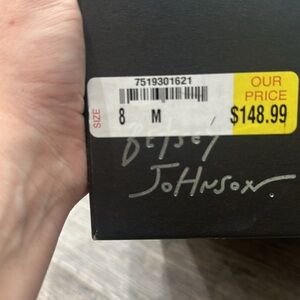 7519301621
OUR
PRICE
SIZE
8 M
$148.99
Betsey
JoHnson.